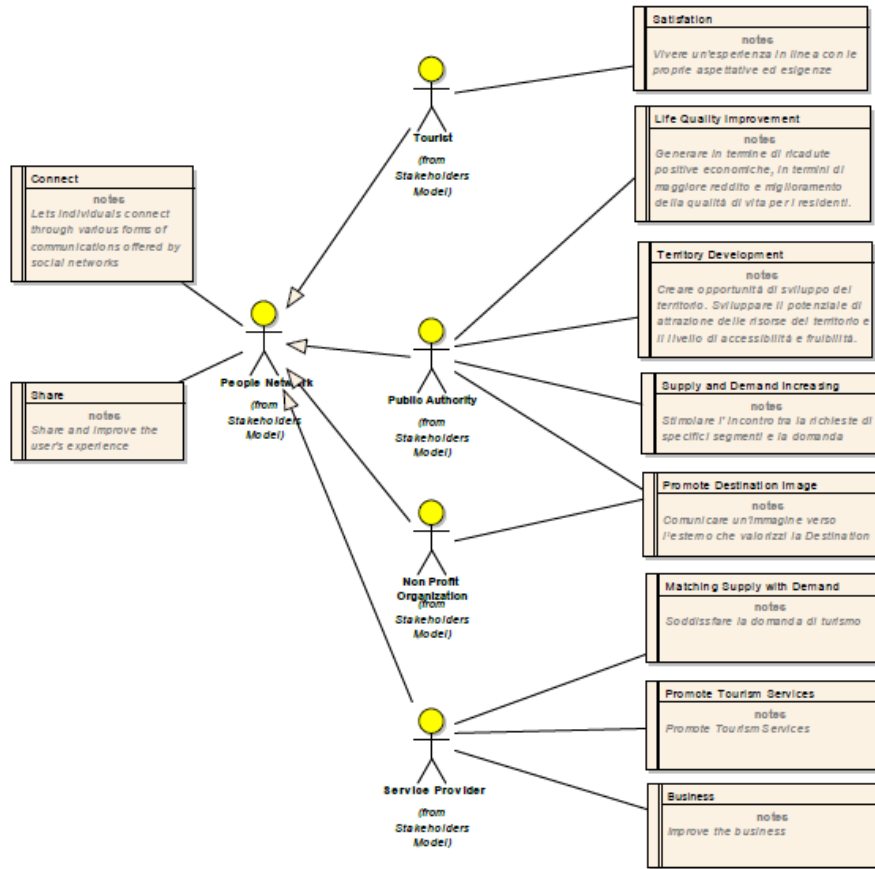 Satisfation
notes
Vivere un'esperienza in linea con le
proprie aspettative ed esigenze
Tourist
(from
Stakeholders
Model)
Life Quality Improvement
notes
Generare in termine di ricadute
positive economiche, in termini di
maggiore reddito e miglioramento
della qualità di vita per i residenti.
Connect
notes
Lets individuals connect
through various forms of
communications offered by
social networks
Territory Development
notes
Creare opportunità di sviluppo del
territorio. Sviluppare il potenziale di
attrazione delle risorse del territorio e
il livello di accessibilità e fruibilità.
People Network
(from
Stakeholders
Model)
Public Authority
(from
Stakeholders
Model)
Share
notes
Share and improve the
user's experience
Supply and Demand Increasing
notes
Stimolare l' incontro tra la richieste di
specifici segmenti e la domanda
Promote Destination Image
notes
Comunicare un'immagine verso
l'esterno che valorizzi la Destination
Non Profit
Organization
(from
Stakeholders
Model)
Matching Supply with Demand
notes
Soddissfare la domanda di turismo
Promote Tourism Services
notes
Promote Tourism Services
Service Provider
(from
Stakeholders
Model)
Business
notes
Improve the business